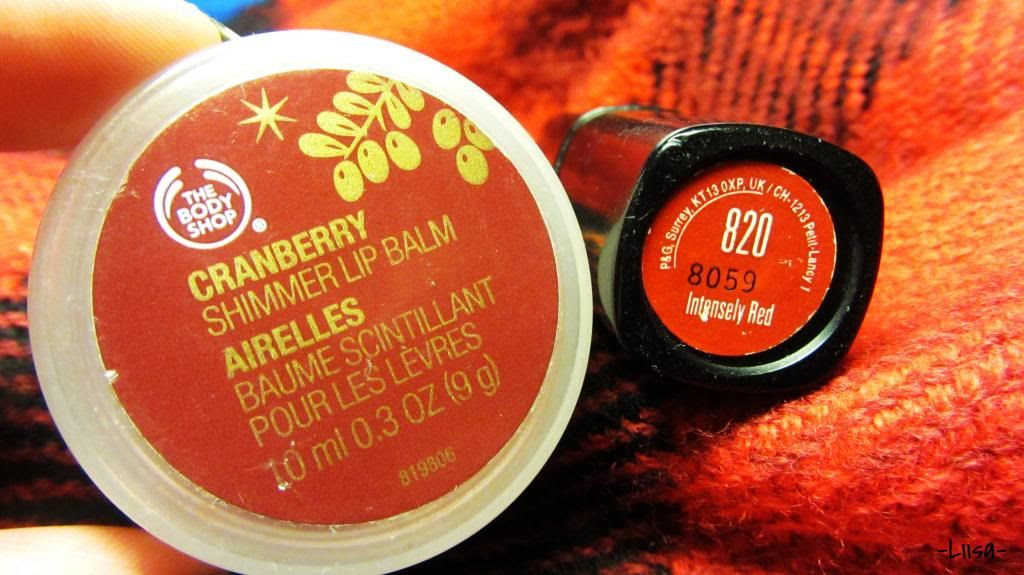 THE
BODY
SHOP®
CRANBERRY
SHIMMER LIP BALM
AIRELLES
BAUME SCINTILLANT
POUR LES LÈVRES
10 ml 0.3 OZ (9 g)
819806
P&G, Surrey, KT13 0XP, UK / CH-1213 Petit-Lancy 1
820
8059
Intensely Red
-Liisa-